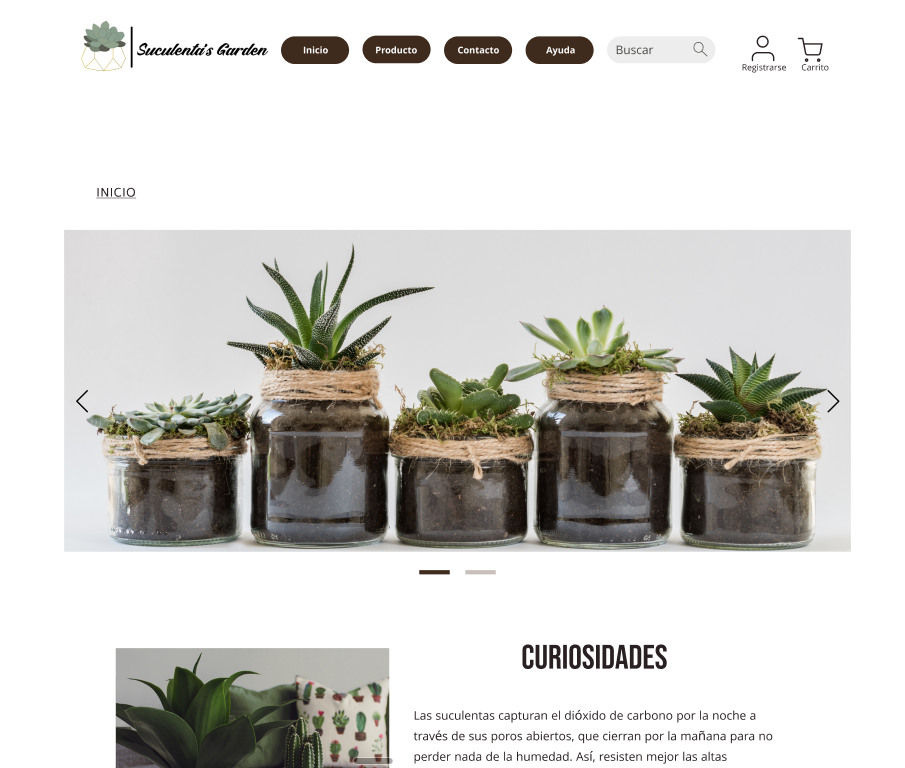 Suculenta's Garden
Inicio
Producto
Contacto
Ayuda
Buscar
Registrarse
Carrito
INICIO
CURIOSIDADES
Las suculentas capturan el dióxido de carbono por la noche a
través de sus poros abiertos, que cierran por la mañana para no
perder nada de la humedad. Así, resisten mejor las altas